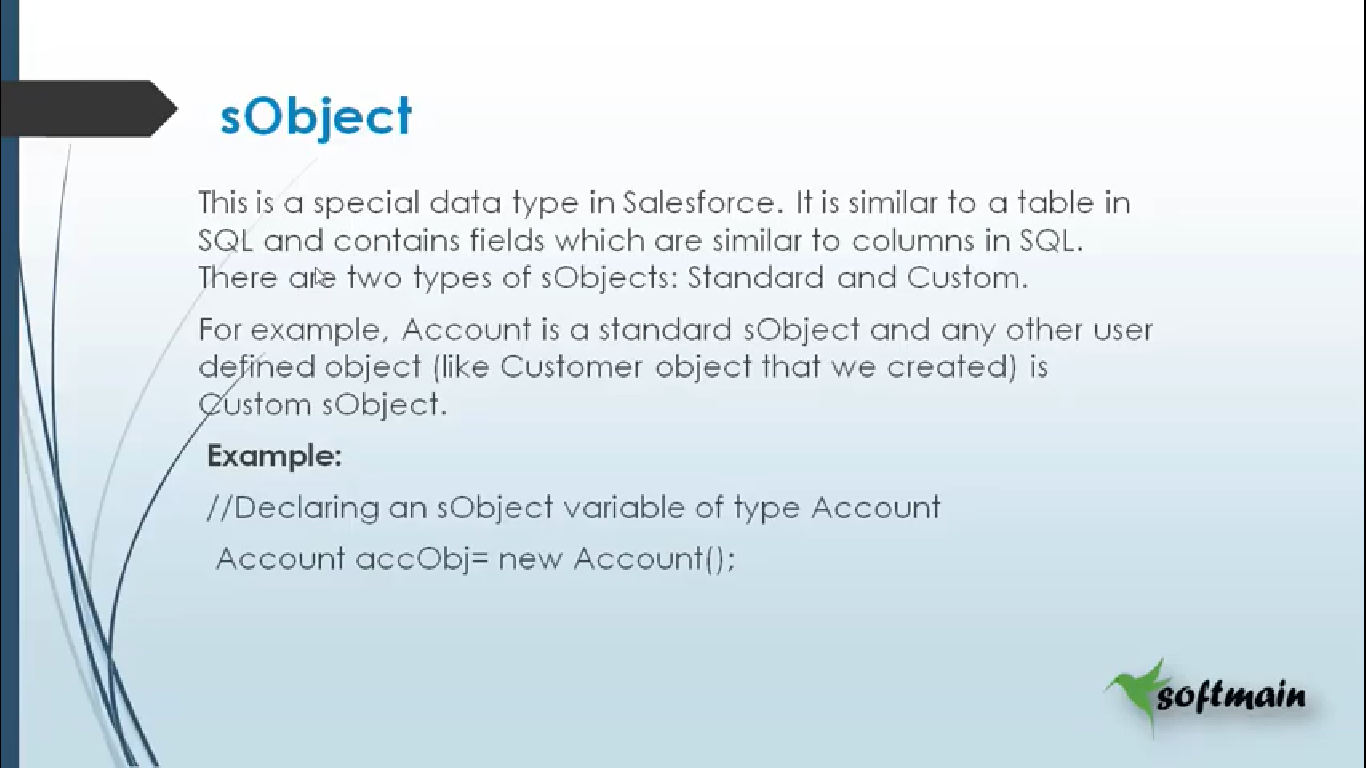 sObject
This is a special data type in Salesforce. It is similar to a table in
SQL and contains fields which are similar to columns in SQL.
There are two types of sObjects: Standard and Custom.
For example, Account is a standard sObject and any other user
defined object (like Customer object that we created) is
Custom sObject.
Example:
//Declaring an sObject variable of type Account
Account accObj= new Account();
softmain